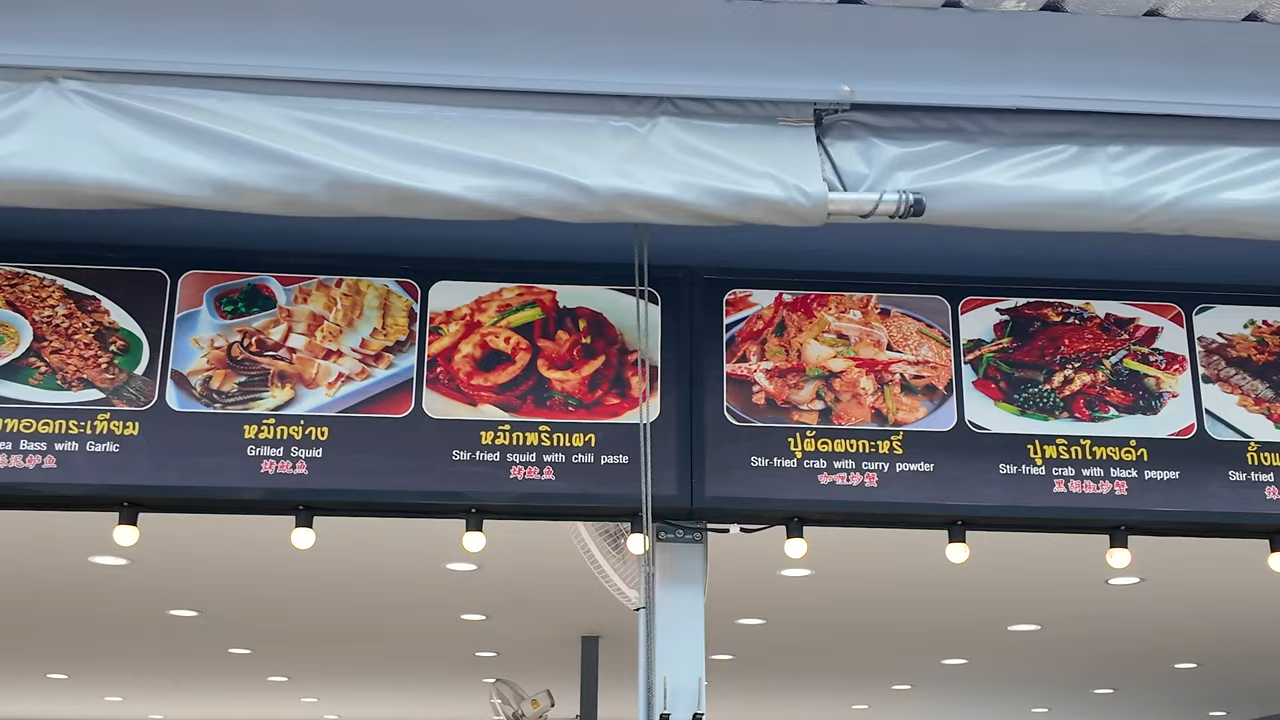 ทอดกระเทียม
ea Bass with Garlic
หมึกย่าง
Grilled Squid
烤魷魚
หมึกพริกเผา
Stir-fried squid with chili paste
烤魷魚
ปูผัดผงกะหรี่
Stir-fried crab with curry powder
咖喱炒蟹
ปูพริกไทยดำ
Stir-fried crab with black pepper
黑胡椒炒蟹
กุ้ง
Stir-fried